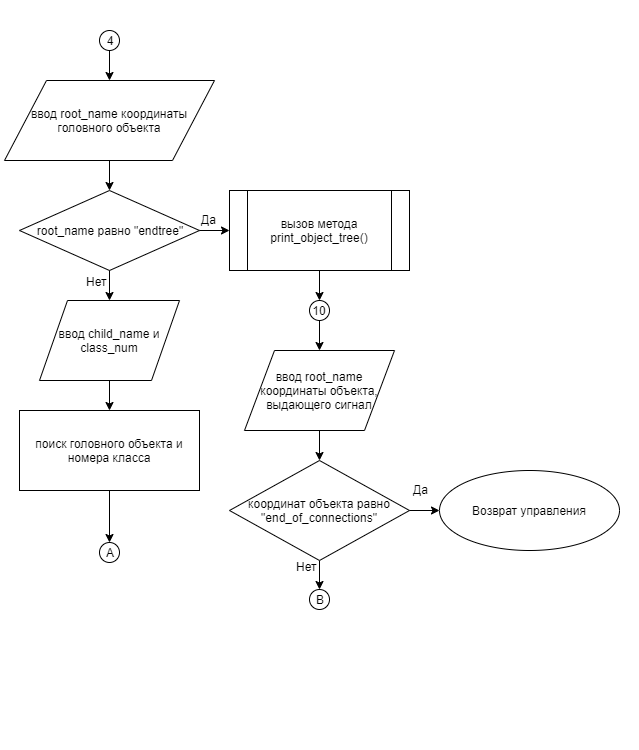 4
ввод root_name координаты
головного объекта
root_name равно "endtree"
Да
вызов метода
print_object_tree()
Нет
10
ввод child_name и
class_num
ввод root_name
координаты объекта,
выдающего сигнал
поиск головного объекта и
номера класса
координат объекта равно
"end_of_connections"
Да
Возврат управления
A
Нет
B